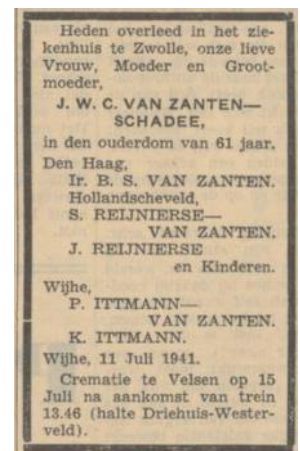 Heden overleed in het zie-
kenhuis te Zwolle, onze lieve
Vrouw, Moeder en Groot-
moeder,
J. W. C. VAN ZANTEN—
SCHADEE,
in den ouderdom van 61 jaar.
Den Haag,
Ir. B. S. VAN ZANTEN.
Hollandscheveld,
S. REIJNIERSE—
VAN ZANTEN.
J. REIJNIERSE
en Kinderen.
Wijhe,
P. ITTMANN—
VAN ZANTEN.
K. ITTMANN.
Wijhe, 11 Juli 1941.
Crematie te Velsen op 15
Juli na aankomst van trein
13.46 (halte Driehuis-Wester-
veld).